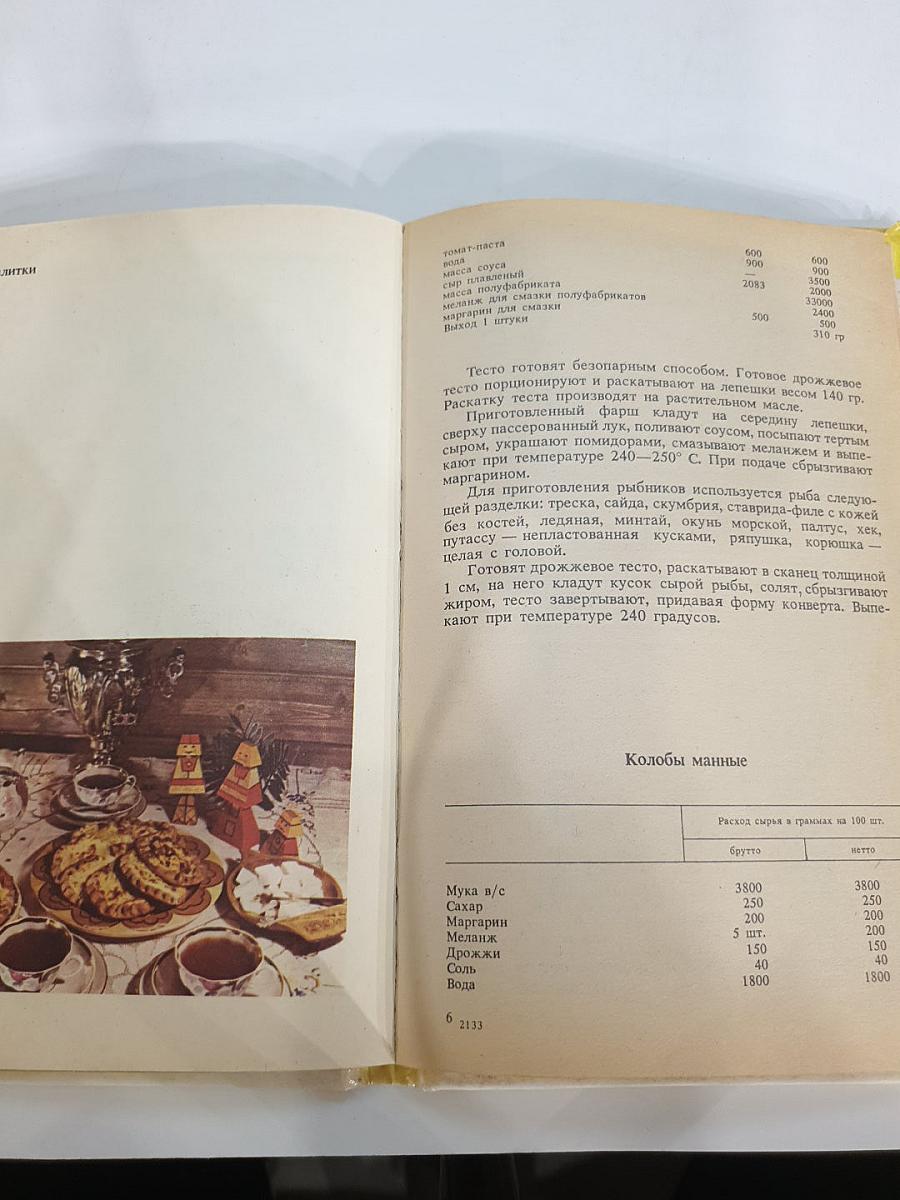 литки
томат-паста 600 600
вода 900 900
масса соуса — 3500
сыр плавленый 2083 2000
масса полуфабриката 33000
меланж для смазки полуфабрикатов 2400
маргарин для смазки 500 500
Выход 1 штуки 310 гр
Тесто готовят безопарным способом. Готовое дрожжевое
тесто порционируют и раскатывают на лепешки весом 140 гр.
Раскатку теста производят на растительном масле.
Приготовленный фарш кладут на середину лепешки,
сверху пассерованный лук, поливают соусом, посыпают тертым
сыром, украшают помидорами, смазывают меланжем и выпе-
кают при температуре 240—250° С. При подаче сбрызгивают
маргарином.
Для приготовления рыбников используется рыба следую-
щей разделки: треска, сайда, скумбрия, ставрида-филе с кожей
без костей, ледяная, минтай, окунь морской, палтус, хек,
путассу — непластованная кусками, ряпушка, корюшка —
целая с головой.
Готовят дрожжевое тесто, раскатывают в сканец толщиной
1 см, на него кладут кусок сырой рыбы, солят, сбрызгивают
жиром, тесто завертывают, придавая форму конверта. Выпе-
кают при температуре 240 градусов.
Колобы манные
Расход сырья в граммах на 100 шт.
брутто нетто
Мука в/с 3800 3800
Сахар 250 250
Маргарин 200 200
Меланж 5 шт. 200
Дрожжи 150 150
Соль 40 40
Вода 1800 1800
6 2133